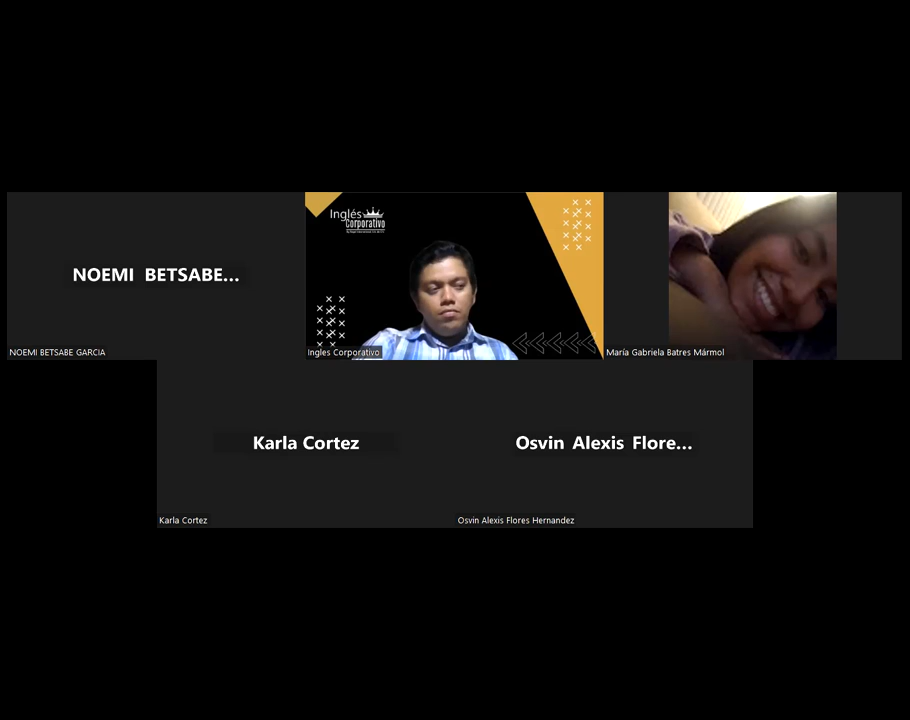 NOEMI BETSABE...
NOEMI BETSABE GARCIA
Inglés
Corporativo
Ingles Corporativo
María Gabriela Batres Mármol
Karla Cortez
Osvin Alexis Flore...
Karla Cortez
Osvin Alexis Flores Hernandez